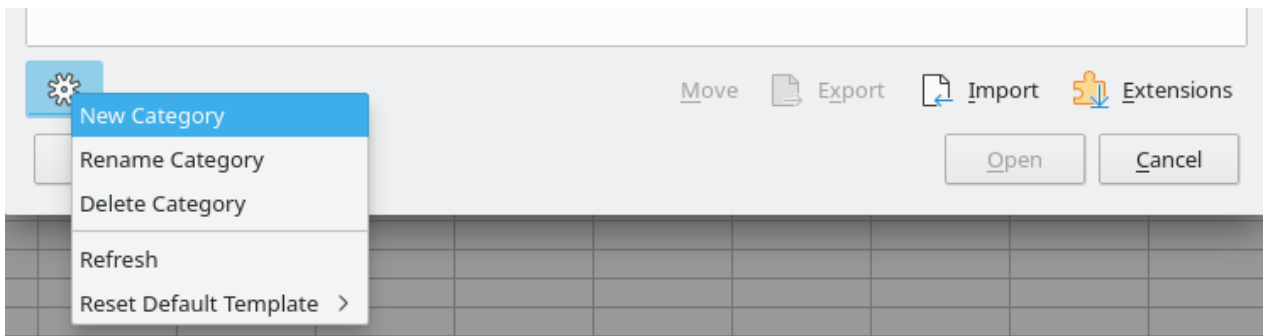 Move Export Import Extensions
New Category
Rename Category
Open Cancel
Delete Category
Refresh
Reset Default Template